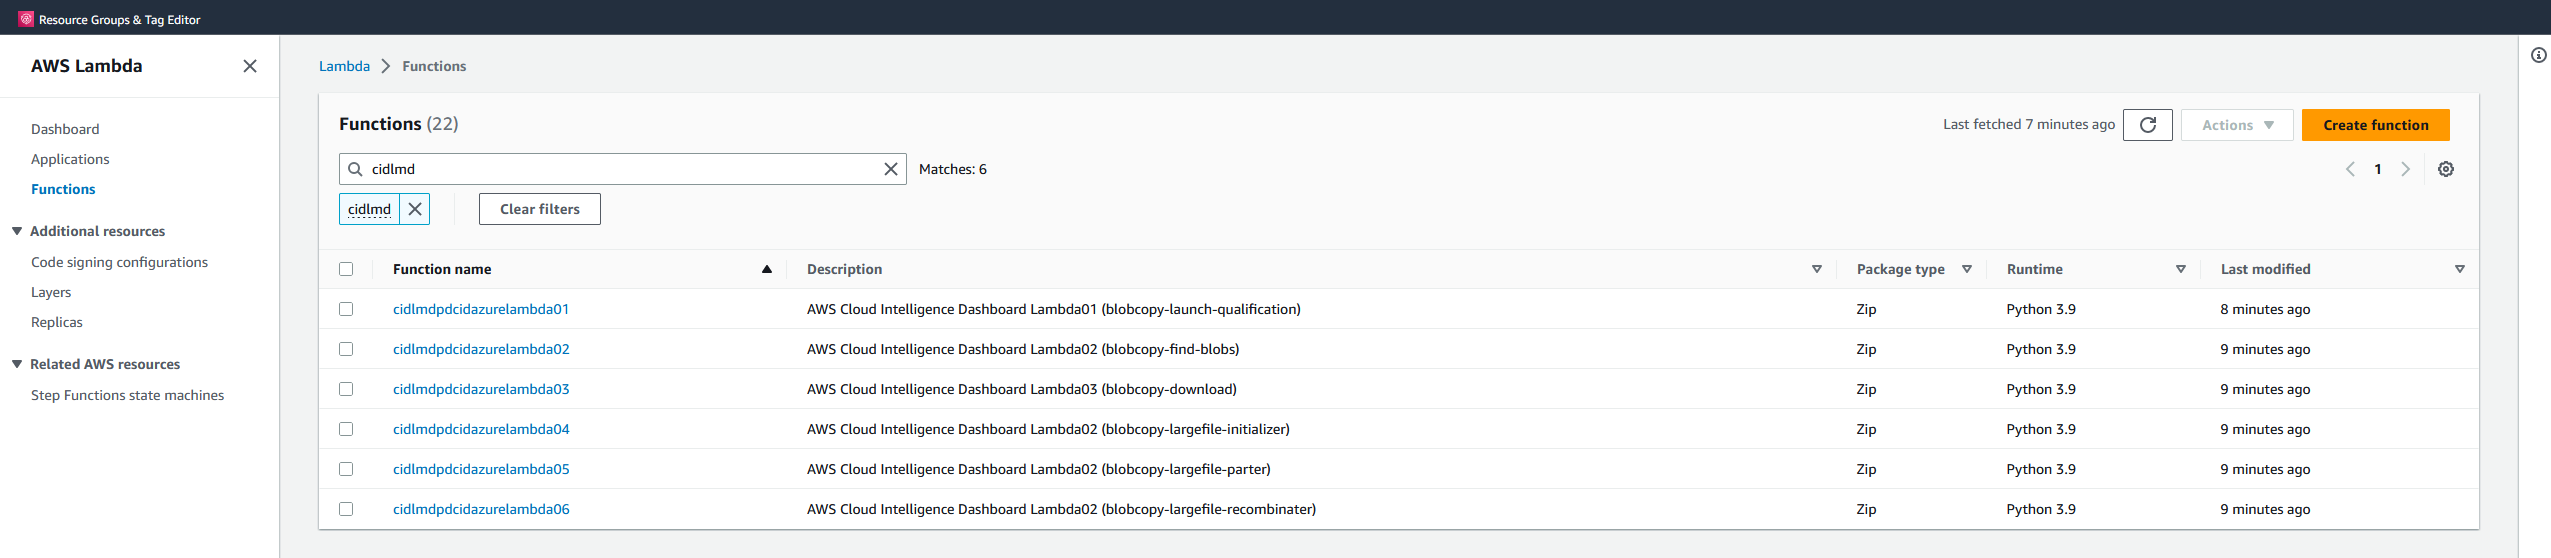 Resource Groups & Tag Editor
AWS Lambda
Dashboard
Applications
Functions
Additional resources
Code signing configurations
Layers
Replicas
Related AWS resources
Step Functions state machines
Lambda > Functions
Functions (22)
Last fetched 7 minutes ago
Actions
Create function
cidlmd
Matches: 6
1
cidlmd
Clear filters
Function name Description Package type Runtime Last modified
cidlmdpdcidazurelambda01 AWS Cloud Intelligence Dashboard Lambda01 (blobcopy-launch-qualification) Zip Python 3.9 8 minutes ago
cidlmdpdcidazurelambda02 AWS Cloud Intelligence Dashboard Lambda02 (blobcopy-find-blobs) Zip Python 3.9 9 minutes ago
cidlmdpdcidazurelambda03 AWS Cloud Intelligence Dashboard Lambda03 (blobcopy-download) Zip Python 3.9 9 minutes ago
cidlmdpdcidazurelambda04 AWS Cloud Intelligence Dashboard Lambda02 (blobcopy-largefile-initializer) Zip Python 3.9 9 minutes ago
cidlmdpdcidazurelambda05 AWS Cloud Intelligence Dashboard Lambda02 (blobcopy-largefile-parter) Zip Python 3.9 9 minutes ago
cidlmdpdcidazurelambda06 AWS Cloud Intelligence Dashboard Lambda02 (blobcopy-largefile-recombinater) Zip Python 3.9 9 minutes ago